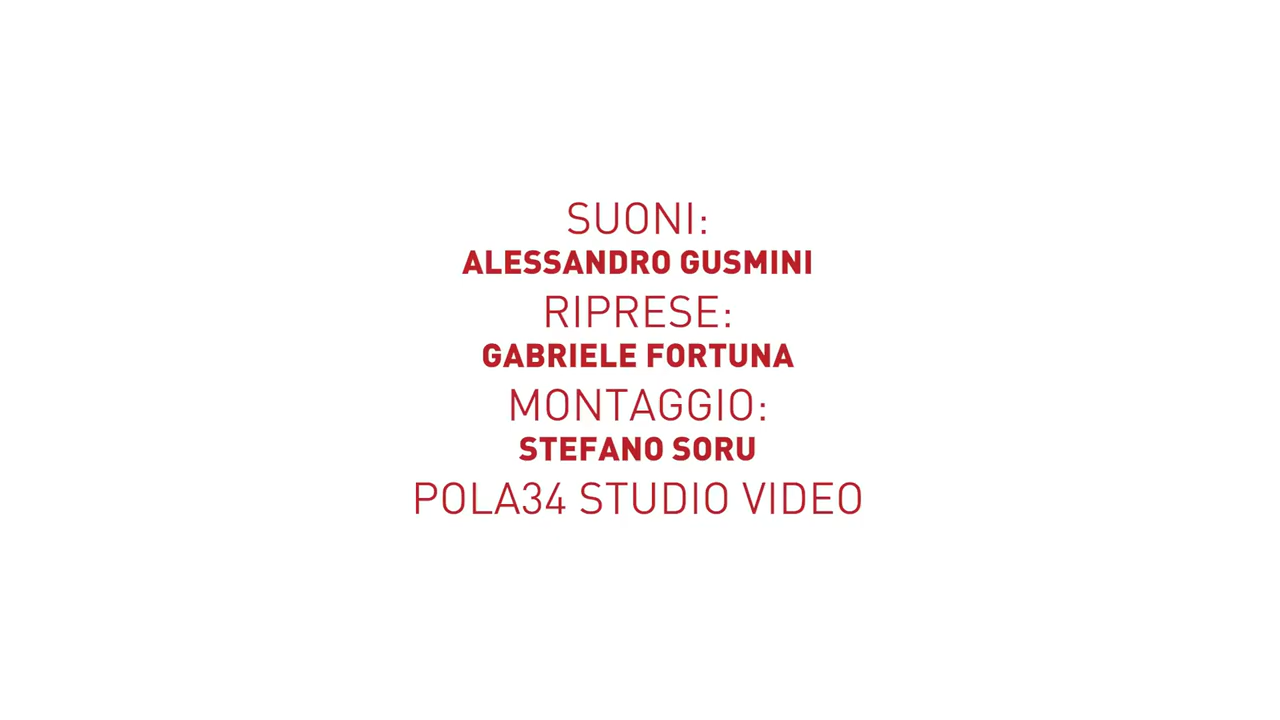 SUONI:
ALESSANDRO GUSMINI
RIPRESE:
GABRIELE FORTUNA
MONTAGGIO:
STEFANO SORU
POLA34 STUDIO VIDEO